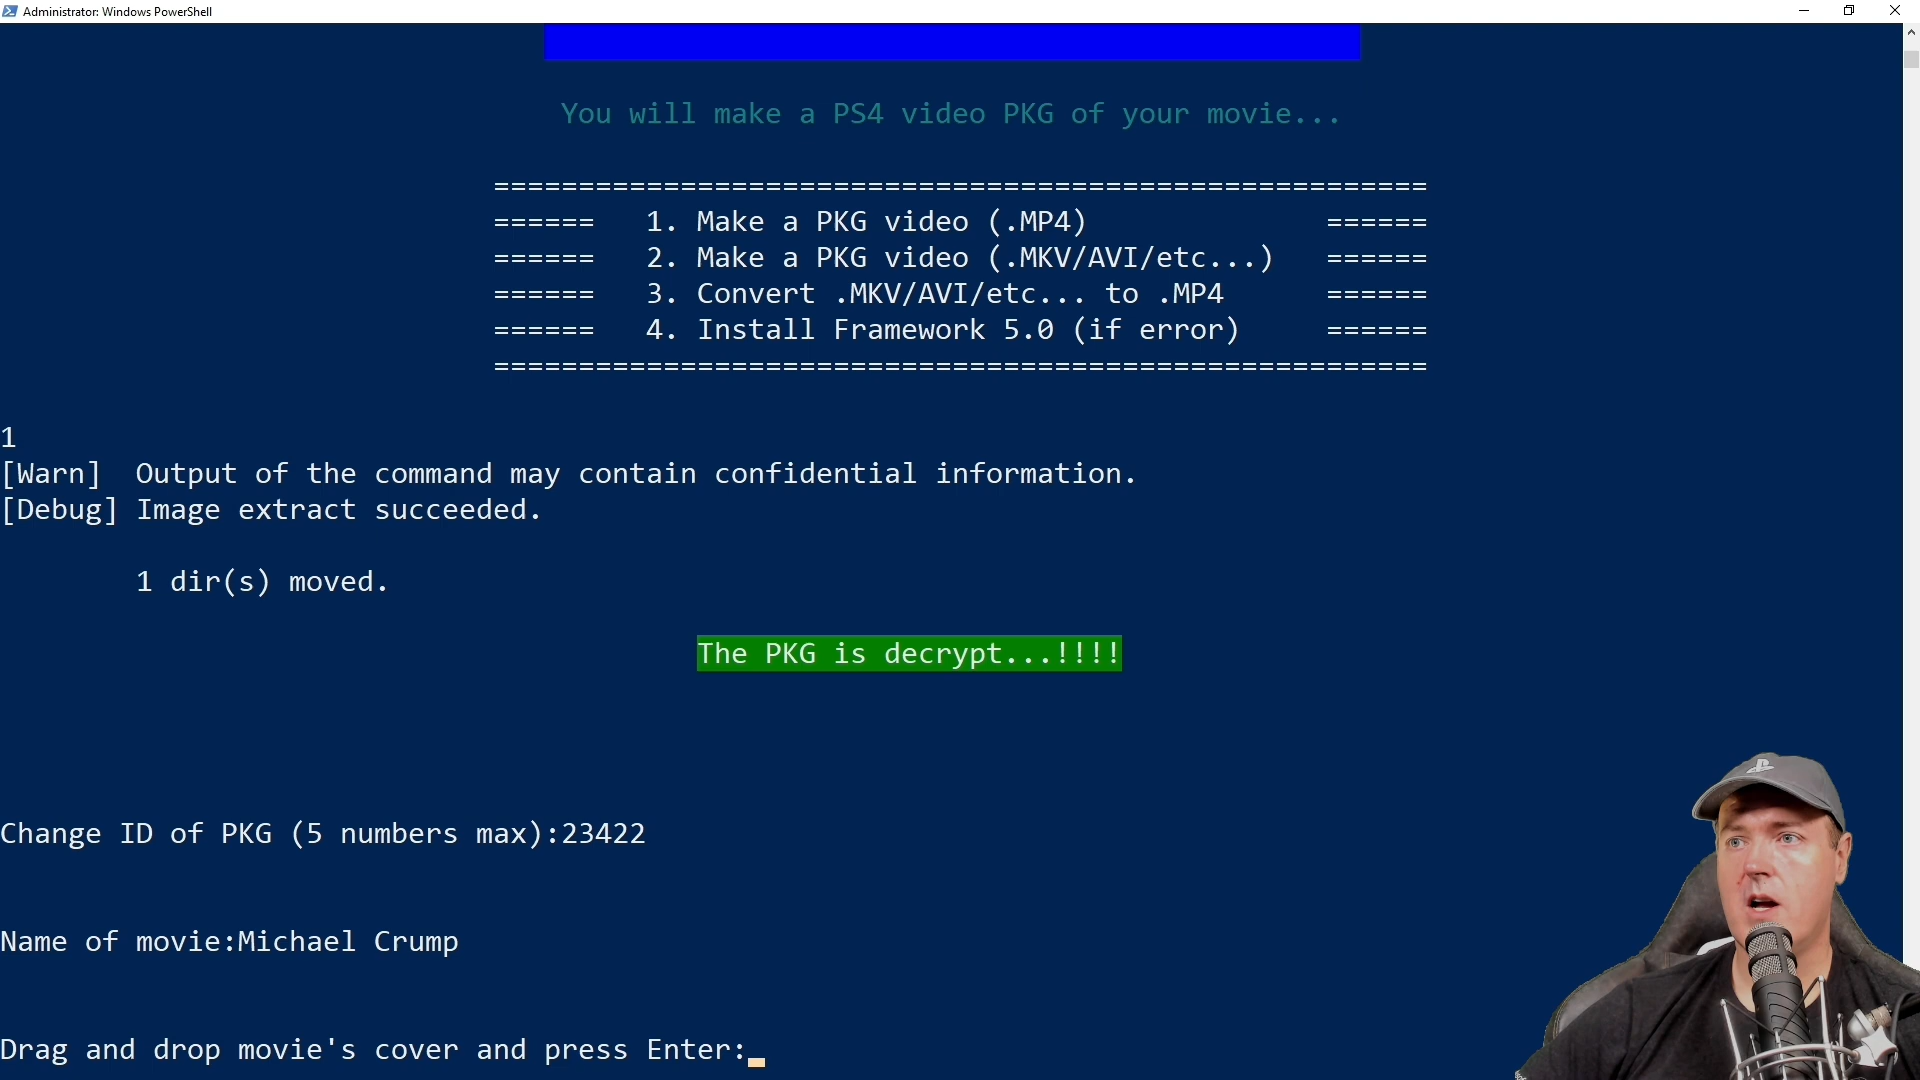 Administrator: Windows PowerShell
You will make a PS4 video PKG of your movie...
=======================================================
====== 1. Make a PKG video (.MP4) ======
====== 2. Make a PKG video (.MKV/AVI/etc...) ======
====== 3. Convert .MKV/AVI/etc... to .MP4 ======
====== 4. Install Framework 5.0 (if error) ======
=======================================================
1
[Warn] Output of the command may contain confidential information.
[Debug] Image extract succeeded.
1 dir(s) moved.
The PKG is decrypt...!!!!
Change ID of PKG (5 numbers max):23422
Name of movie:Michael Crump
Drag and drop movie's cover and press Enter: